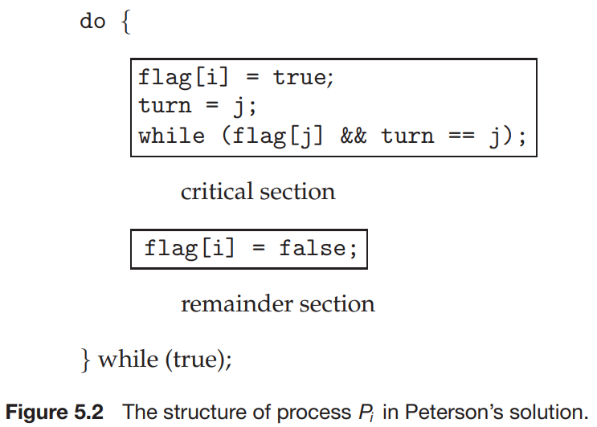 do {
flag[i] = true;
turn = j;
while (flag[j] && turn == j);
critical section
flag[i] = false;
remainder section
} while (true);
Figure 5.2 The structure of process Pi in Peterson's solution.